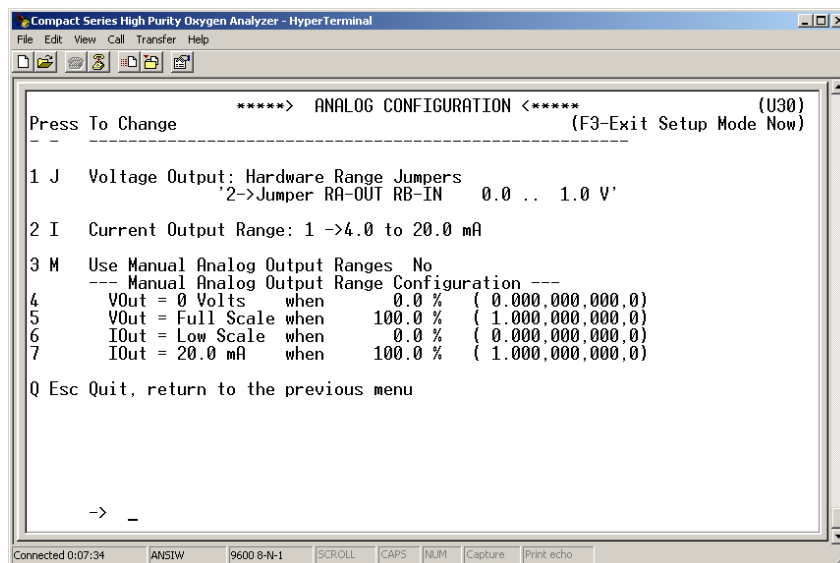 Compact Series High Purity Oxygen Analyzer - HyperTerminal
File Edit View Call Transfer Help
*****> ANALOG CONFIGURATION <***** (U30)
Press To Change (F3-Exit Setup Mode Now)
- - -------------------------------------------------------
1 J Voltage Output: Hardware Range Jumpers
'2->Jumper RA-OUT RB-IN 0.0 .. 1.0 V'
2 I Current Output Range: 1 ->4.0 to 20.0 mA
3 M Use Manual Analog Output Ranges No
--- Manual Analog Output Range Configuration ---
4 VOut = 0 Volts when 0.0 % ( 0.000,000,000,0)
5 VOut = Full Scale when 100.0 % ( 1.000,000,000,0)
6 IOut = Low Scale when 0.0 % ( 0.000,000,000,0)
7 IOut = 20.0 mA when 100.0 % ( 1.000,000,000,0)
Q Esc Quit, return to the previous menu
-> _
Connected 0:07:34 ANSIW 9600 8-N-1 SCROLL CAPS NUM Capture Print echo